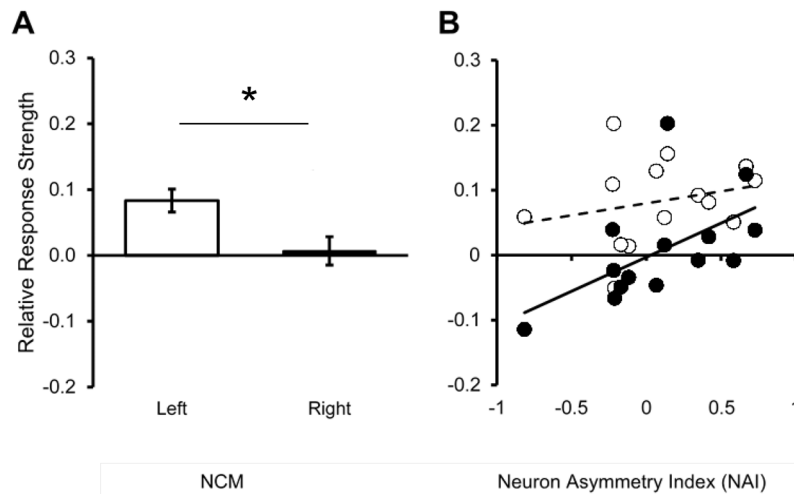 A
B
Relative Response Strength
0.3
0.2
0.1
0.0
-0.1
-0.2
*
Left
Right
NCM
0.3
0.2
0.1
0
-0.1
-0.2
-1
-0.5
0
0.5
1
Neuron Asymmetry Index (NAI)